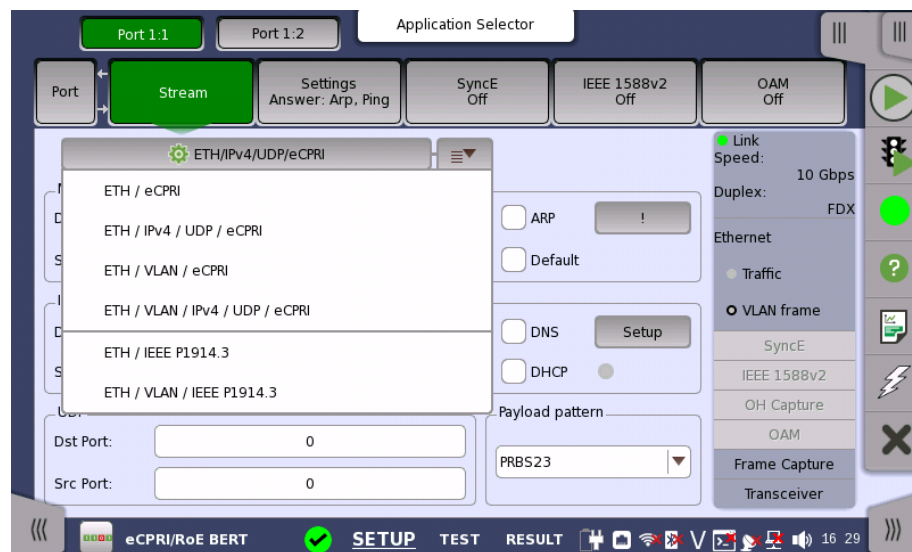 Application Selector
Port 1:1
Port 1:2
Port
Stream
Settings
Answer: Arp, Ping
SyncE
Off
IEEE 1588v2
Off
OAM
Off
ETH/IPv4/UDP/eCPRI
ETH / eCPRI
ETH / IPv4 / UDP / eCPRI
ETH / VLAN / eCPRI
ETH / VLAN / IPv4 / UDP / eCPRI
ETH / IEEE P1914.3
ETH / VLAN / IEEE P1914.3
ARP
!
Default
DNS
Setup
DHCP
Dst Port:
0
Src Port:
0
Payload pattern
PRBS23
Link
Speed:
10 Gbps
Duplex:
FDX
Ethernet
Traffic
VLAN frame
SyncE
IEEE 1588v2
OH Capture
OAM
Frame Capture
Transceiver
?
eCPRI/RoE BERT
SETUP
TEST
RESULT
16 29